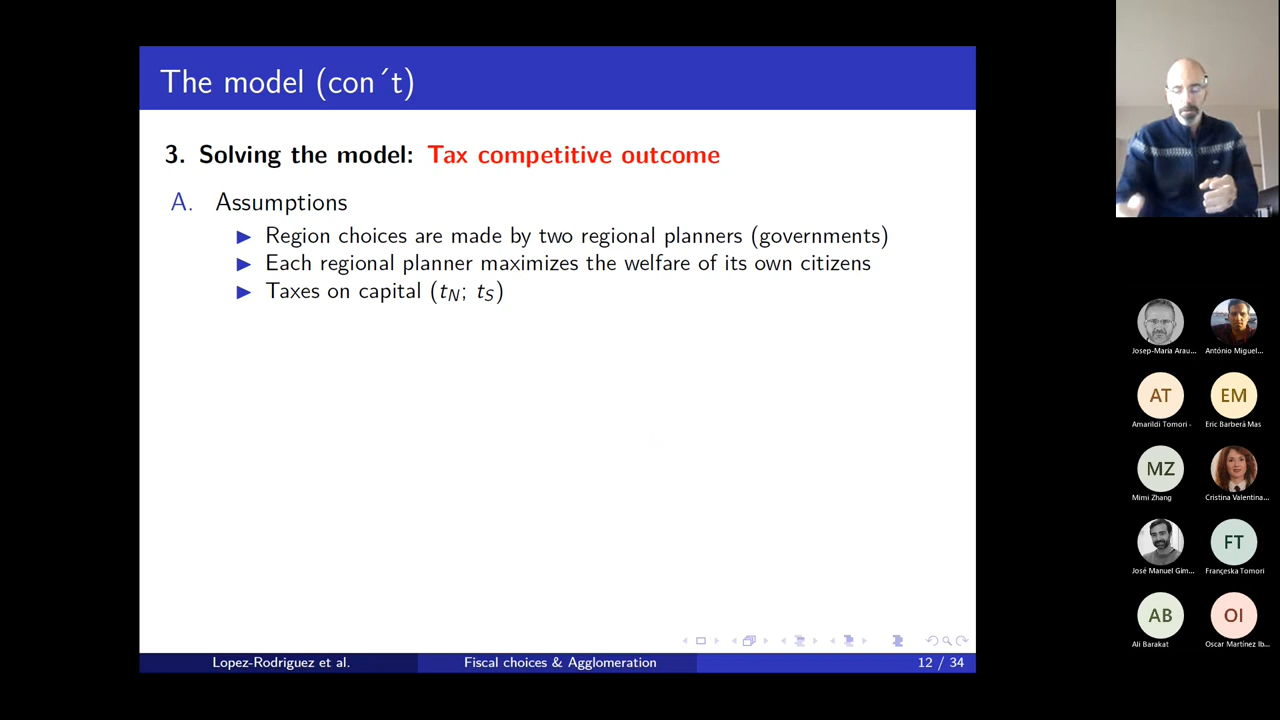 The model (con´t)
3. Solving the model: Tax competitive outcome
A. Assumptions
▶ Region choices are made by two regional planners (governments)
▶ Each regional planner maximizes the welfare of its own citizens
▶ Taxes on capital (tN; tS)
Lopez-Rodriguez et al. Fiscal choices & Agglomeration 12 / 34
Josep-Maria Arau... António Miguel...
AT EM
Amarildi Tomori - Eric Barberá Mas
MZ
Mimi Zhang Cristina Valentina...
FT
José Manuel Gim... Françeska Tomori
AB OI
Ali Barakat Oscar Martínez Ib...